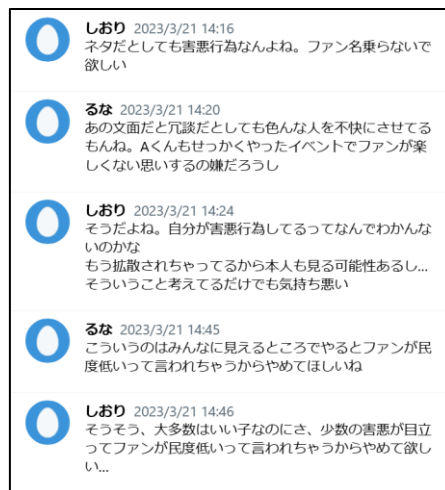 しおり 2023/3/21 14:16
ネタだとしても害悪行為なんよね。ファン名乗らないで
欲しい
るな 2023/3/21 14:20
あの文面だと冗談だとしても色んな人を不快にさせてる
もんね。Aくんもせっかくやったイベントでファンが楽
しくない思いするの嫌だろうし
しおり 2023/3/21 14:24
そうだよね。自分が害悪行為してるってなんでわかんな
いのかな
もう拡散されちゃってるから本人も見る可能性あるし...
そういうこと考えてるだけでも気持ち悪い
るな 2023/3/21 14:45
こういうのはみんなに見えるところでやるとファンが民
度低いって言われちゃうからやめてほしいね
しおり 2023/3/21 14:46
そうそう、大多数はいい子なのにさ、少数の害悪が目立
ってファンが民度低いって言われちゃうからやめて欲し
い...